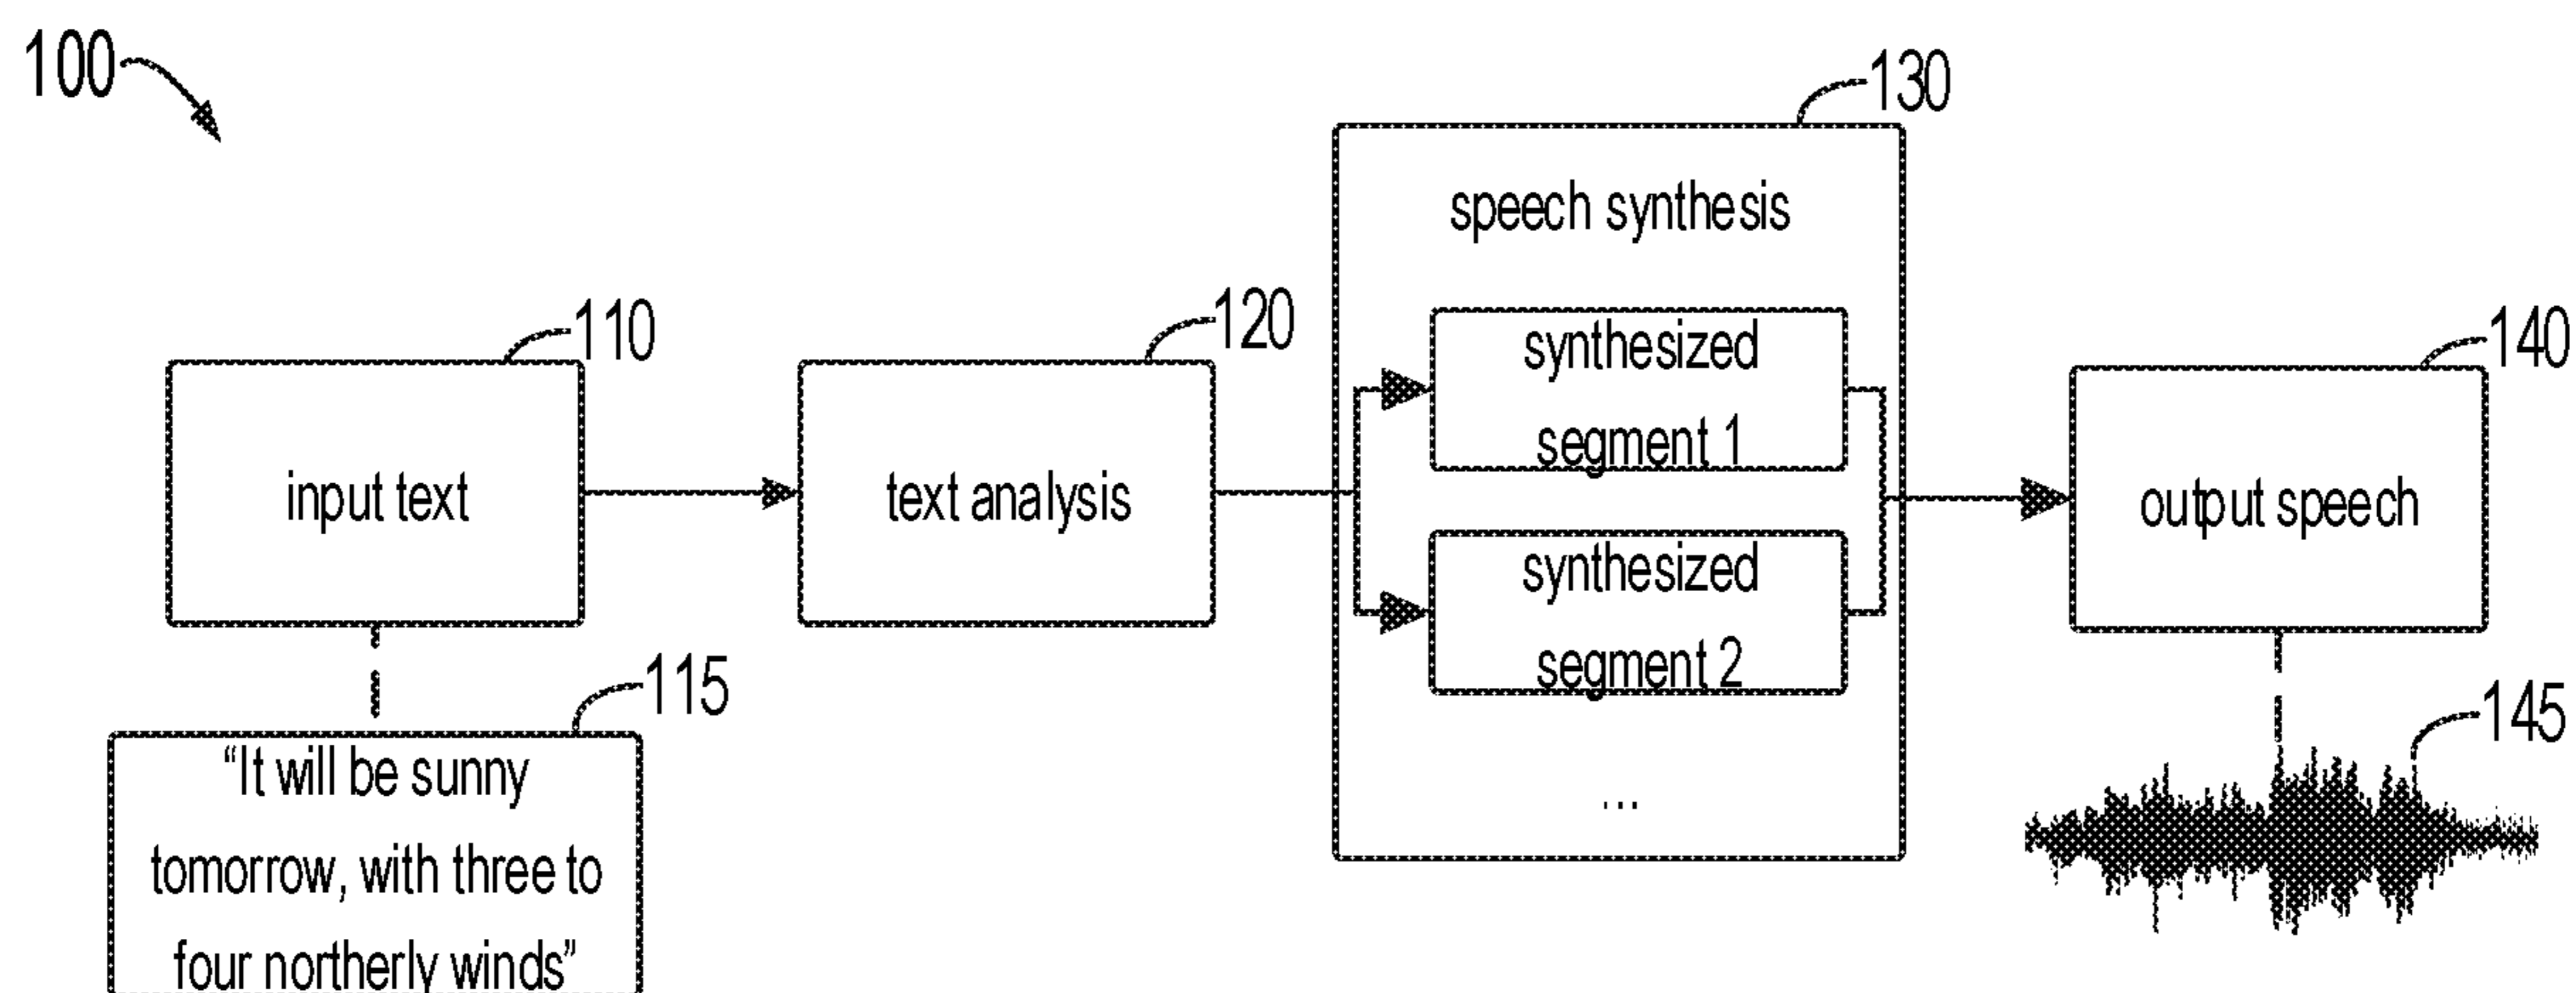 100
130
speech synthesis
110
120
synthesized
segment 1
140
input text
text analysis
output speech
synthesized
segment 2
115
145
“It will be sunny
tomorrow, with three to
four northerly winds”
...